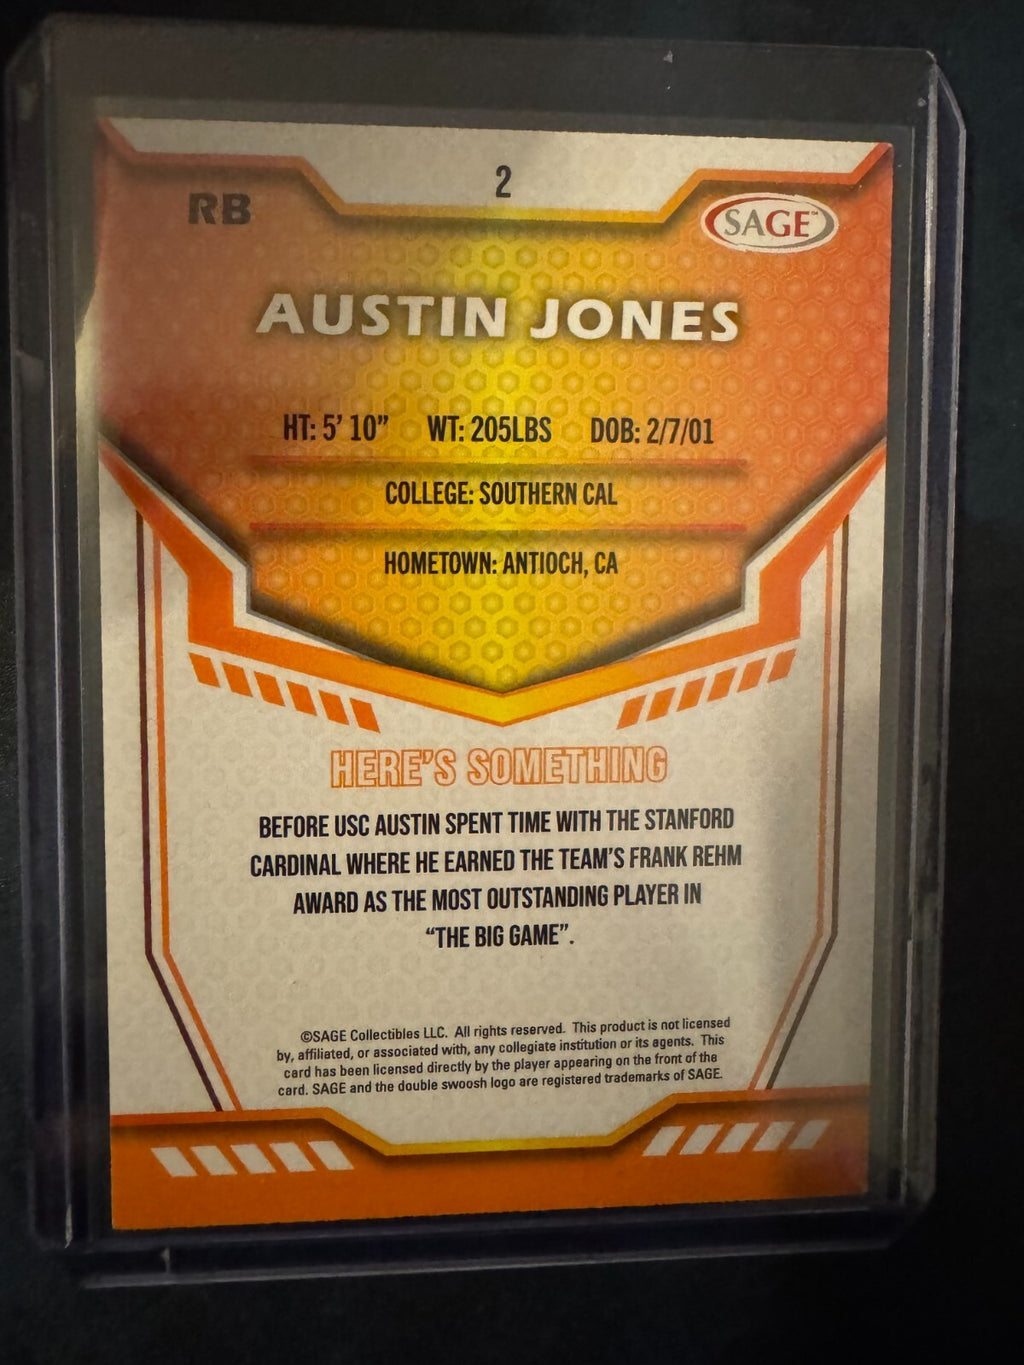 2
RB
SAGE™
AUSTIN JONES
HT: 5' 10" WT: 205LBS DOB: 2/7/01
COLLEGE: SOUTHERN CAL
HOMETOWN: ANTIOCH, CA
HERE'S SOMETHING
BEFORE USC AUSTIN SPENT TIME WITH THE STANFORD
CARDINAL WHERE HE EARNED THE TEAM'S FRANK REHM
AWARD AS THE MOST OUTSTANDING PLAYER IN
“THE BIG GAME”.
©SAGE Collectibles LLC. All rights reserved. This product is not licensed
by, affiliated, or associated with, any collegiate institution or its agents. This
card has been licensed directly by the player appearing on the front of the
card. SAGE and the double swoosh logo are registered trademarks of SAGE.